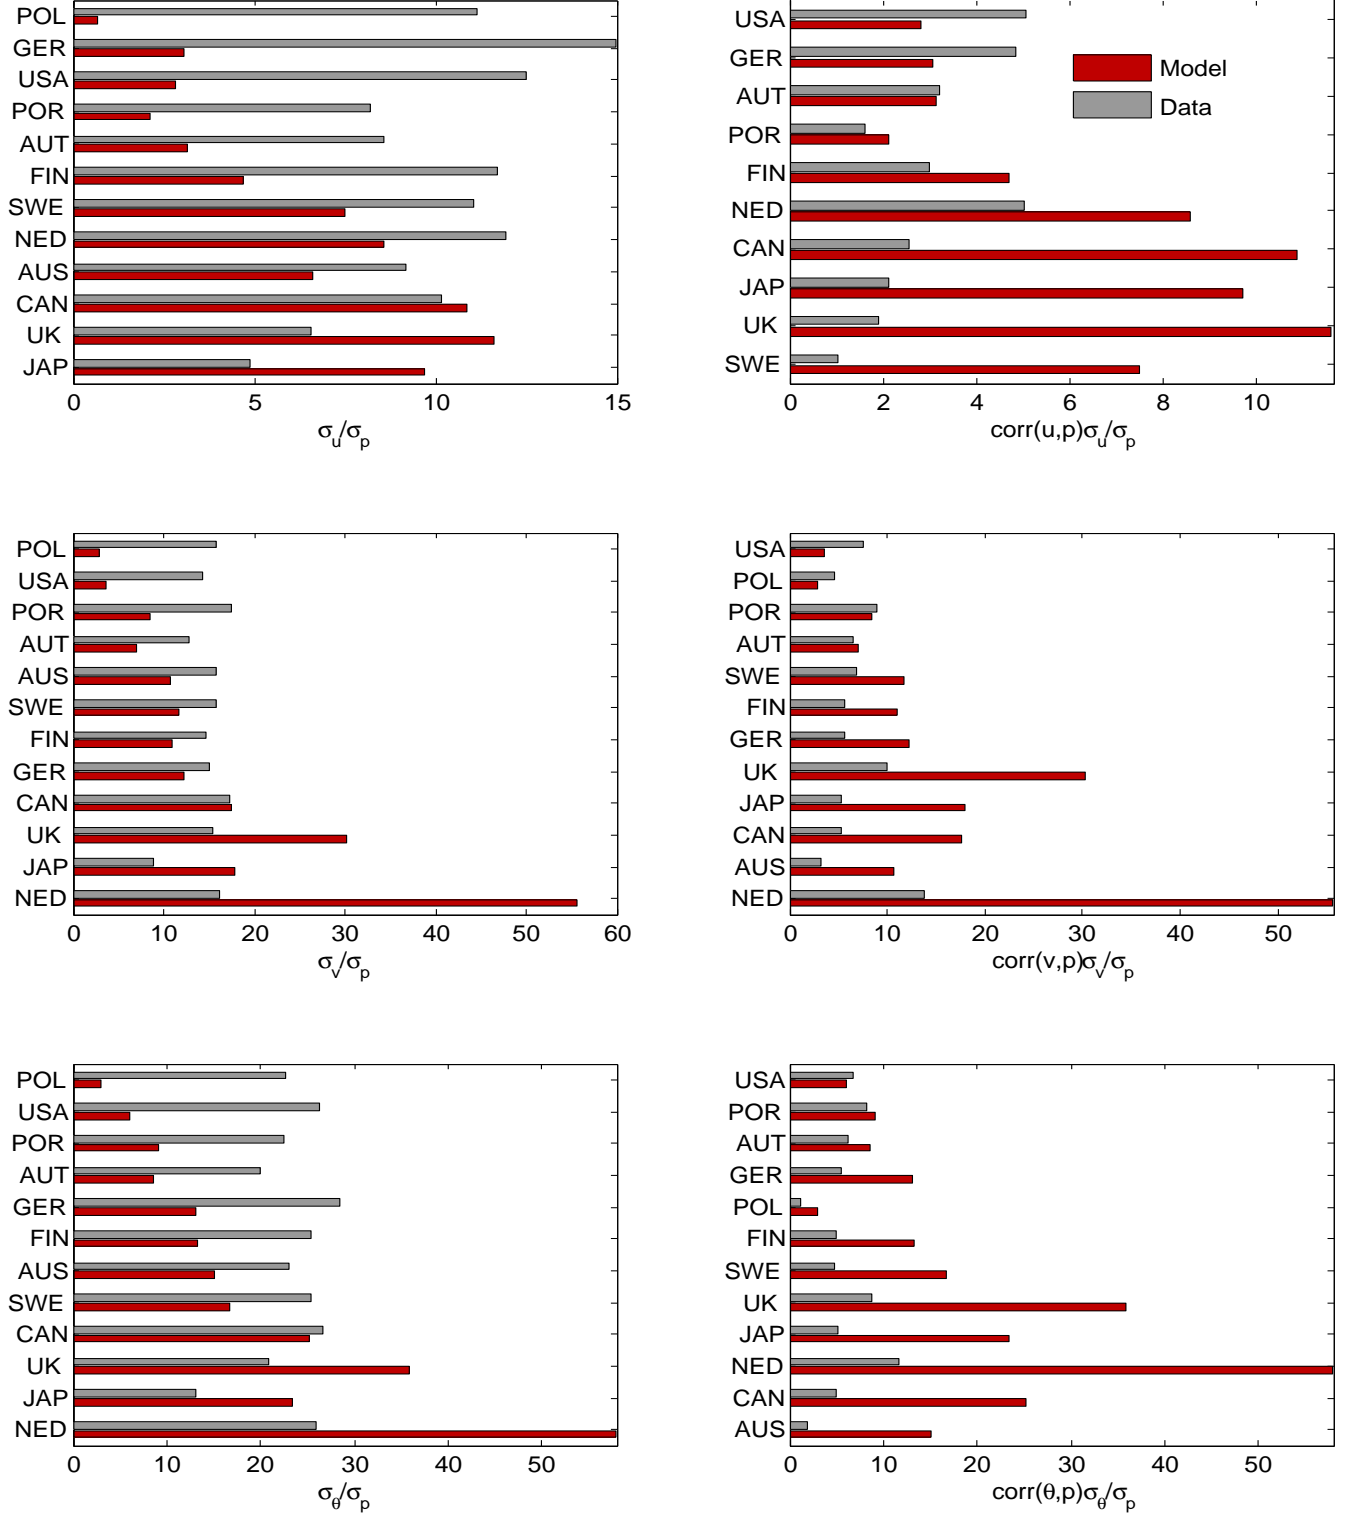 POL
GER
USA
POR
AUT
FIN
SWE
NED
AUS
CAN
UK
JAP
0 5 10 15
σu/σp
USA
GER
AUT
POR
FIN
NED
CAN
JAP
UK
SWE
Model
Data
0 2 4 6 8 10
corr(u,p)σu/σp
POL
USA
POR
AUT
AUS
SWE
FIN
GER
CAN
UK
JAP
NED
0 10 20 30 40 50 60
σv/σp
USA
POL
POR
AUT
SWE
FIN
GER
UK
JAP
CAN
AUS
NED
0 10 20 30 40 50
corr(v,p)σv/σp
POL
USA
POR
AUT
GER
FIN
AUS
SWE
CAN
UK
JAP
NED
0 10 20 30 40 50
σθ/σp
USA
POR
AUT
GER
POL
FIN
SWE
UK
JAP
NED
CAN
AUS
0 10 20 30 40 50
corr(θ,p)σθ/σp